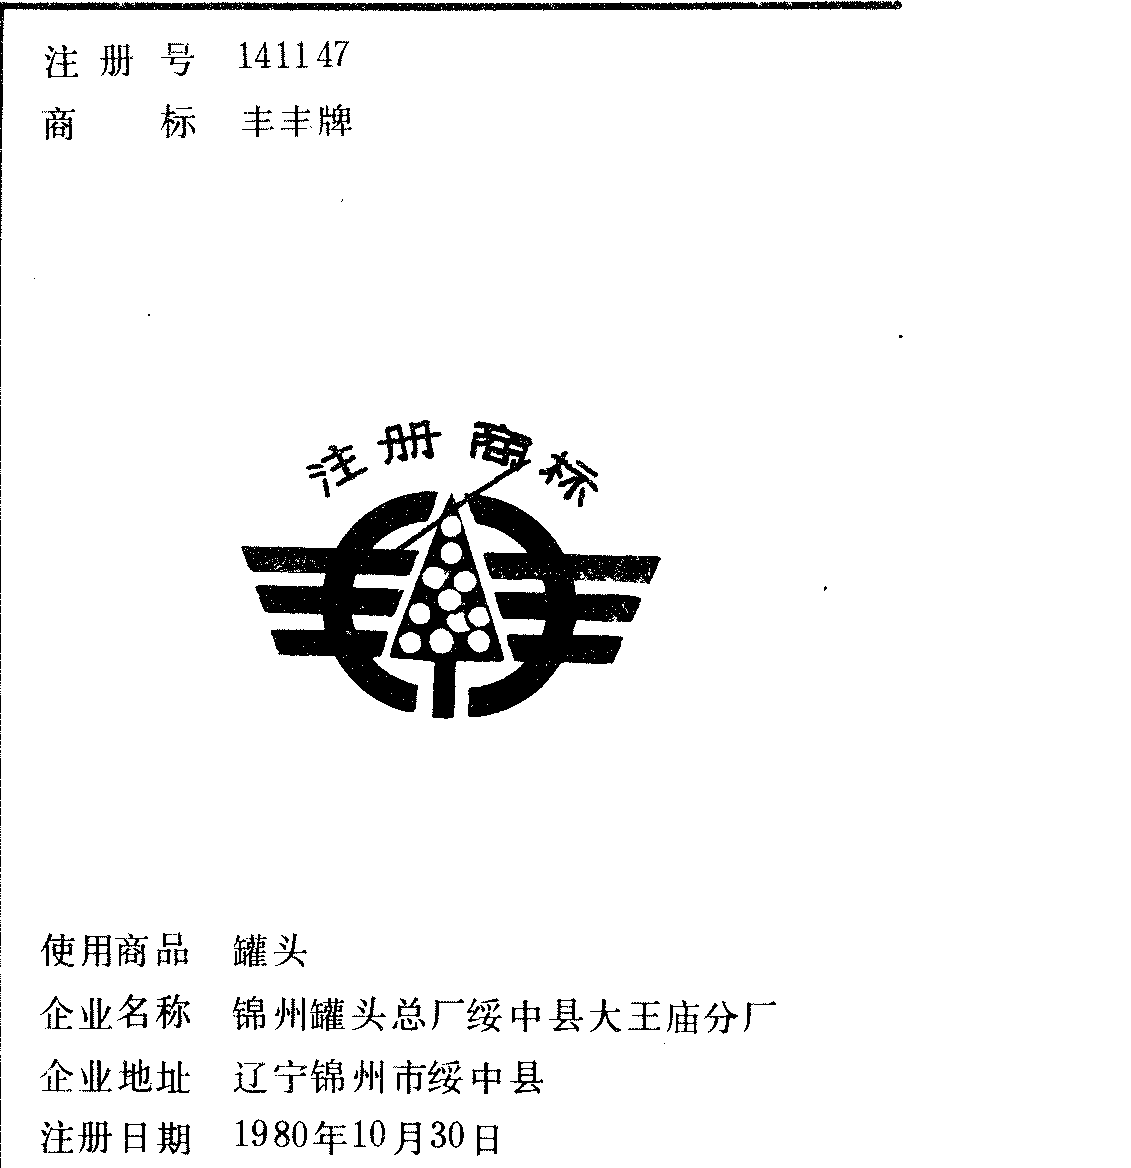 注册号 141147
商标 丰丰牌
注册商标
使用商品 罐头
企业名称 锦州罐头总厂绥中县大王庙分厂
企业地址 辽宁锦州市绥中县
注册日期 1980年10月30日